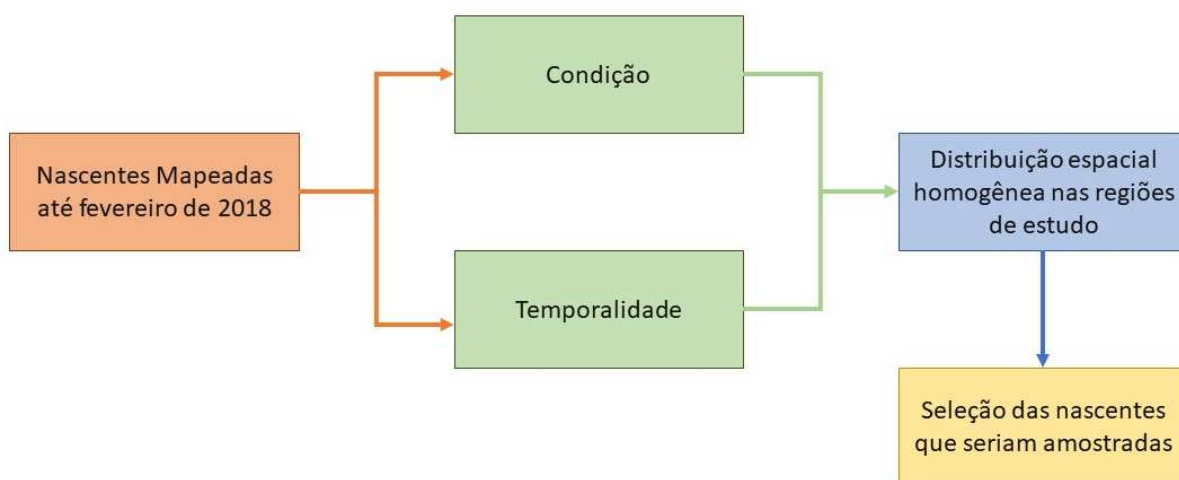 Nascentes Mapeadas
até fevereiro de 2018
Condição
Temporalidade
Distribuição espacial
homogênea nas regiões
de estudo
Seleção das nascentes
que seriam amostradas